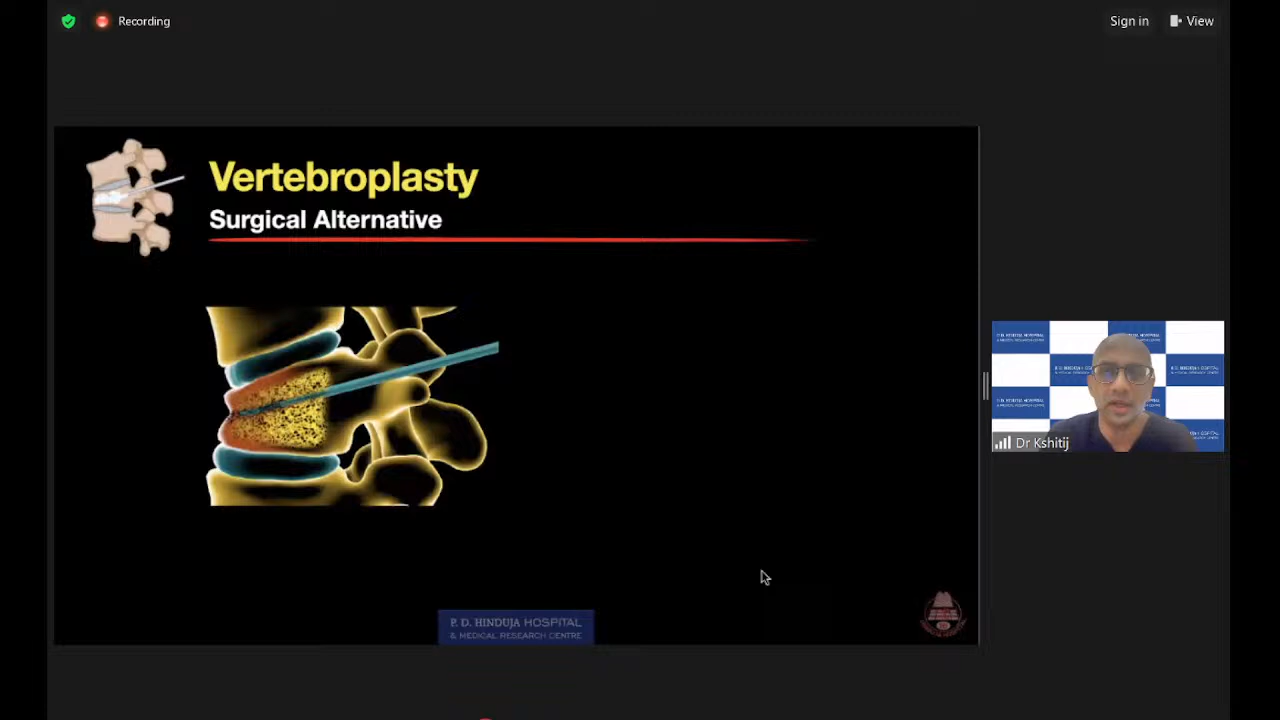 Recording
Sign in
View
Vertebroplasty
Surgical Alternative
Dr Kshitij
P. D. HINDUJA HOSPITAL
& MEDICAL RESEARCH CENTRE